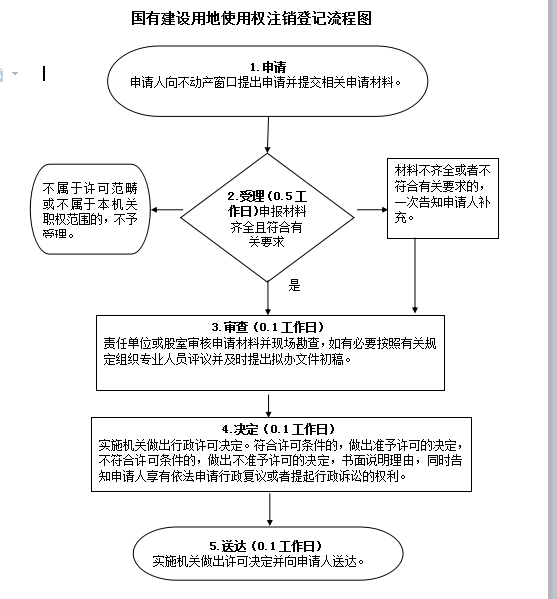 国有建设用地使用权注销登记流程图
1.申请
申请人向不动产窗口提出申请并提交相关申请材料。
不属于许可范畴
或不属于本机关
职权范围的，不予
受理。
2.受理（0.5工
作日）申报材料
齐全且符合有
关要求
材料不齐全或者不
符合有关要求的，
一次告知申请人补
充。
是
3.审查（0.1工作日）
责任单位或股室审核申请材料并现场勘查，如有必要按照有关规
定组织专业人员评议并及时提出拟办文件初稿。
4.决定（0.1工作日）
实施机关做出行政许可决定。符合许可条件的，做出准予许可的决定，
不符合许可条件的，做出不准予许可的决定，书面说明理由，同时告
知申请人享有依法申请行政复议或者提起行政诉讼的权利。
5.送达（0.1工作日）
实施机关做出许可决定并向申请人送达。